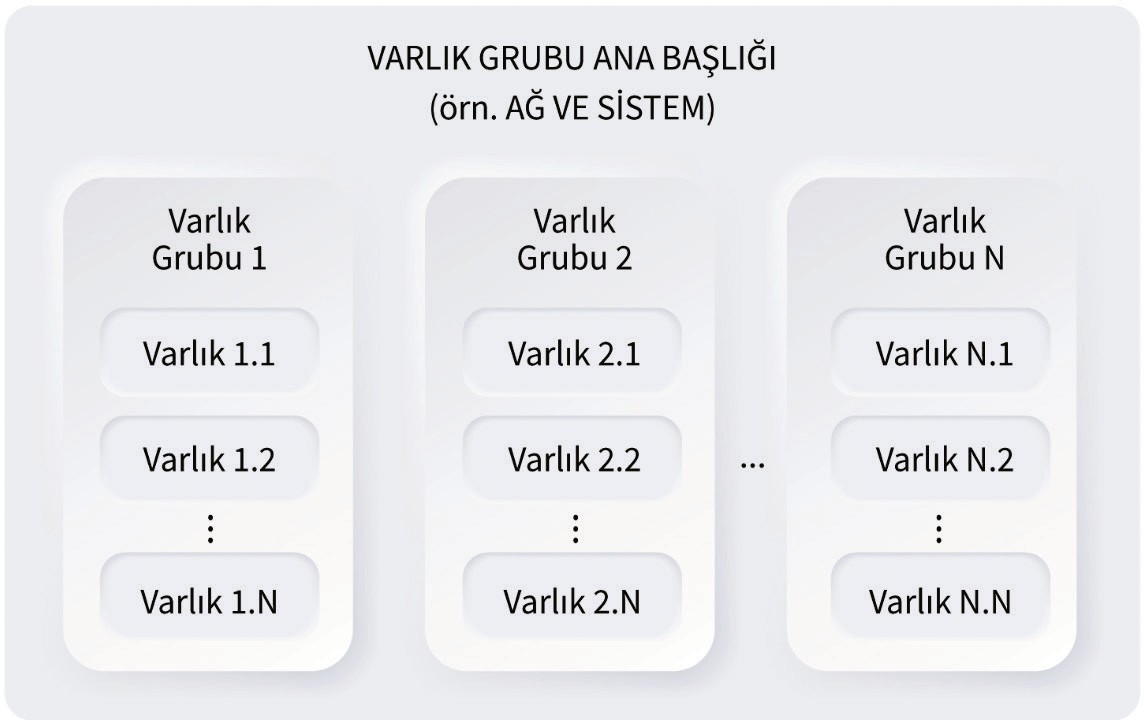 VARLIK GRUBU ANA BAŞLIĞI
(örn. AĞ VE SİSTEM)
Varlık
Grubu 1
Varlık 1.1
Varlık 1.2
⋮
Varlık 1.N
Varlık
Grubu 2
Varlık 2.1
Varlık 2.2
⋮
Varlık 2.N
...
Varlık
Grubu N
Varlık N.1
Varlık N.2
⋮
Varlık N.N